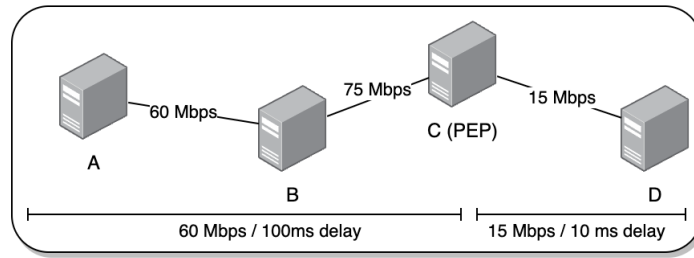 60 Mbps
75 Mbps
15 Mbps
A
B
C (PEP)
D
60 Mbps / 100ms delay
15 Mbps / 10 ms delay